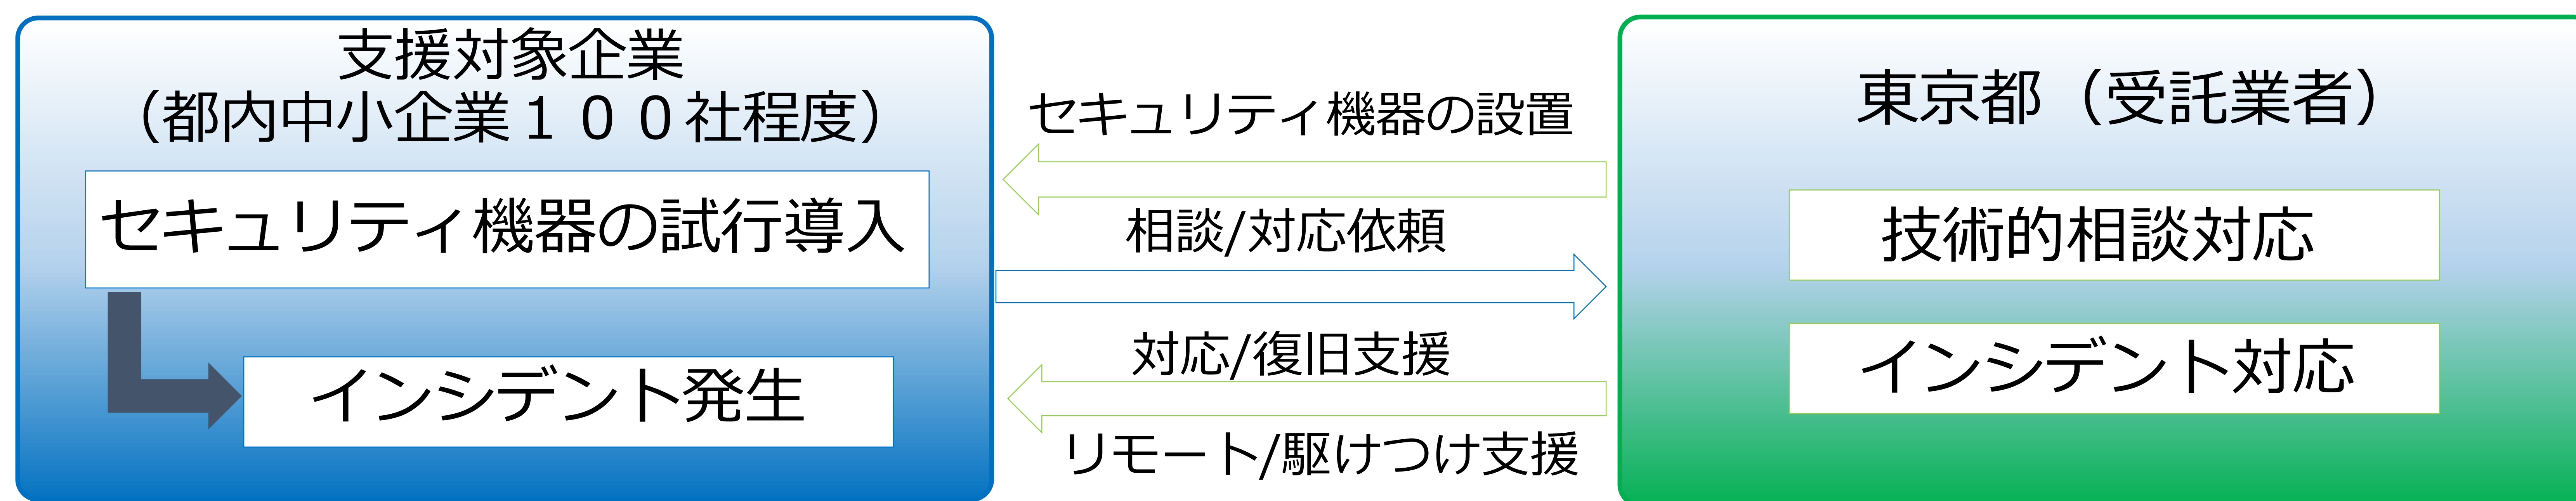 支援対象企業
（都内中小企業１００社程度）
セキュリティ機器の試行導入
インシデント発生
セキュリティ機器の設置
相談/対応依頼
対応/復旧支援
リモート/駆けつけ支援
東京都（受託業者）
技術的相談対応
インシデント対応